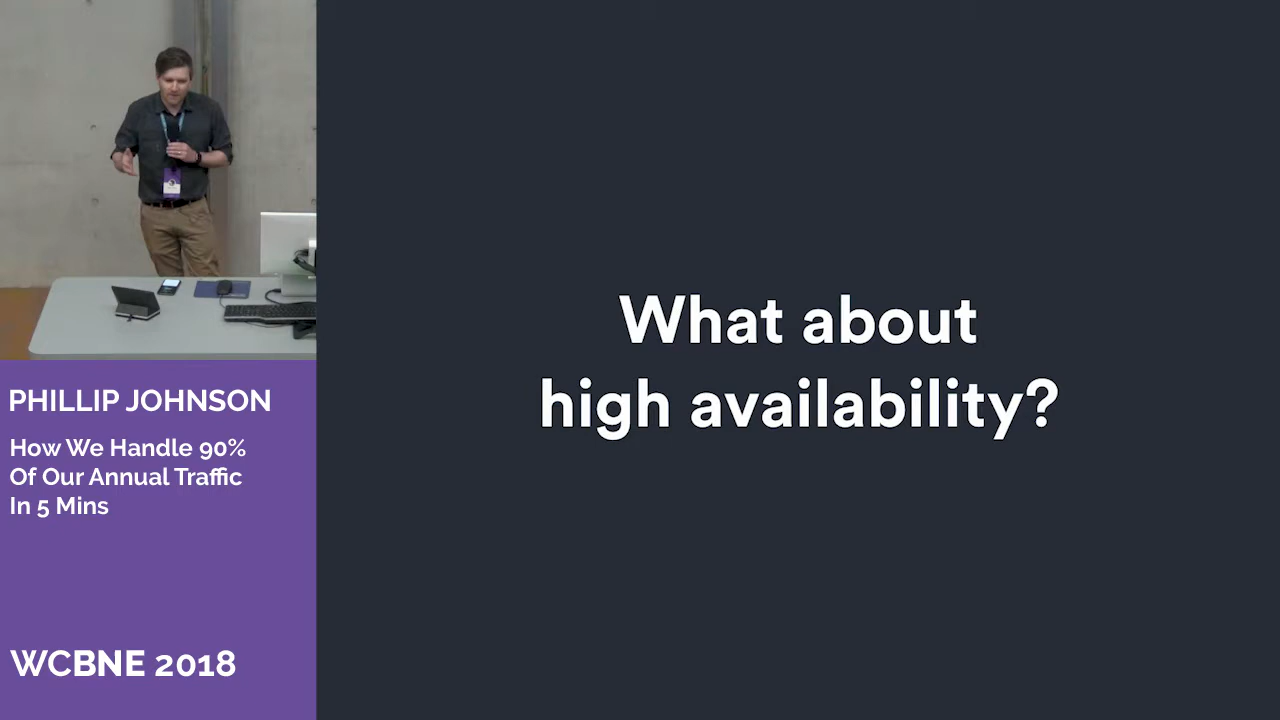 PHILLIP JOHNSON
How We Handle 90%
Of Our Annual Traffic
In 5 Mins
WCBNE 2018
What about
high availability?